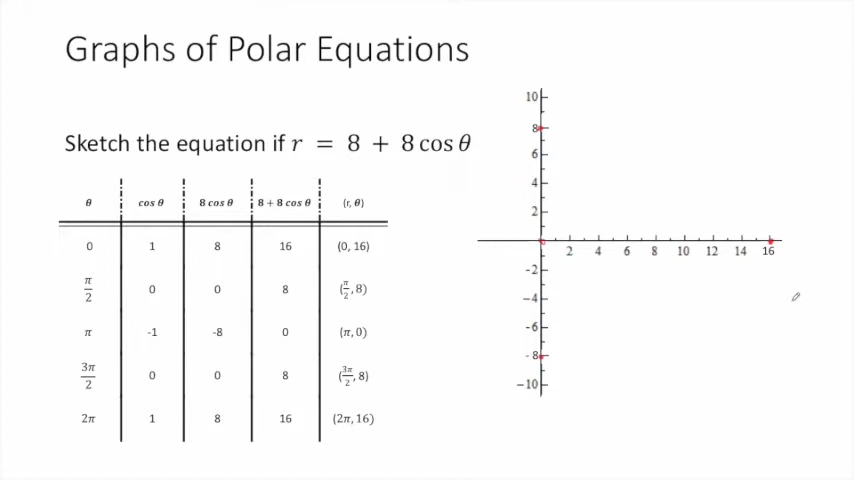 Graphs of Polar Equations
Sketch the equation if r = 8 + 8 cos θ
θ cos θ 8 cos θ 8 + 8 cos θ (r, θ)
0 1 8 16 (0, 16)
π/2 0 0 8 (π/2, 8)
π -1 -8 0 (π, 0)
3π/2 0 0 8 (3π/2, 8)
2π 1 8 16 (2π, 16)
10
8
6
4
2
2 4 6 8 10 12 14 16
-2
-4
-6
-8
-10